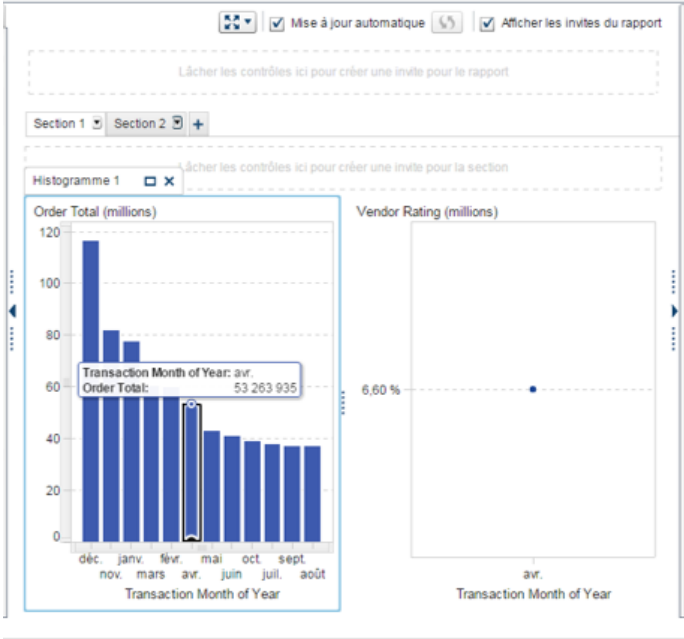 Mise à jour automatique Afficher les invites du rapport
Lâcher les contrôles ici pour créer une invite pour le rapport
Section 1 Section 2 +
Lâcher les contrôles ici pour créer une invite pour la section
Histogramme 1
Order Total (millions)
120
100
80
60
40
20
0
Transaction Month of Year: avr.
Order Total: 53 263 935
déc. janv. févr. mai oct. sept.
nov. mars avr. juin juil. août
Transaction Month of Year
Vendor Rating (millions)
6,60 %
avr.
Transaction Month of Year